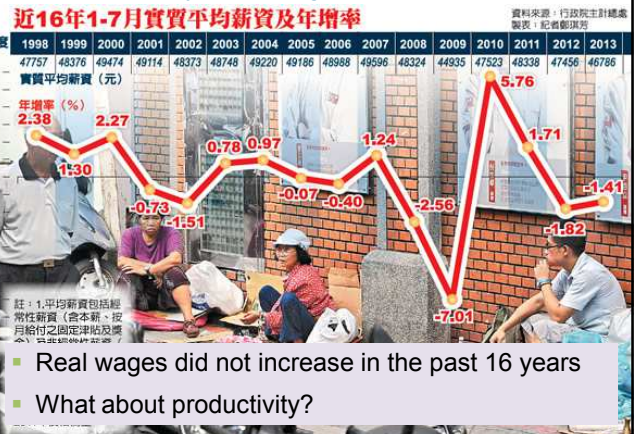 近16年1-7月實質平均薪資及年增率
資料來源：行政院主計總處
製表：記者鄭琪芳
度 1998 1999 2000 2001 2002 2003 2004 2005 2006 2007 2008 2009 2010 2011 2012 2013
47757 48376 49474 49114 48373 48748 49220 49186 48988 49596 48324 44935 47523 48338 47456 46786
實質平均薪資（元）
年增率（%）
2.38
1.30
2.27
-0.73
-1.51
0.78
0.97
-0.07
-0.40
1.24
-2.56
-7.01
5.76
1.71
-1.82
-1.41
註：1.平均薪資包括經
常性薪資（含本薪、按
月給付之固定津貼及獎
Real wages did not increase in the past 16 years
What about productivity?